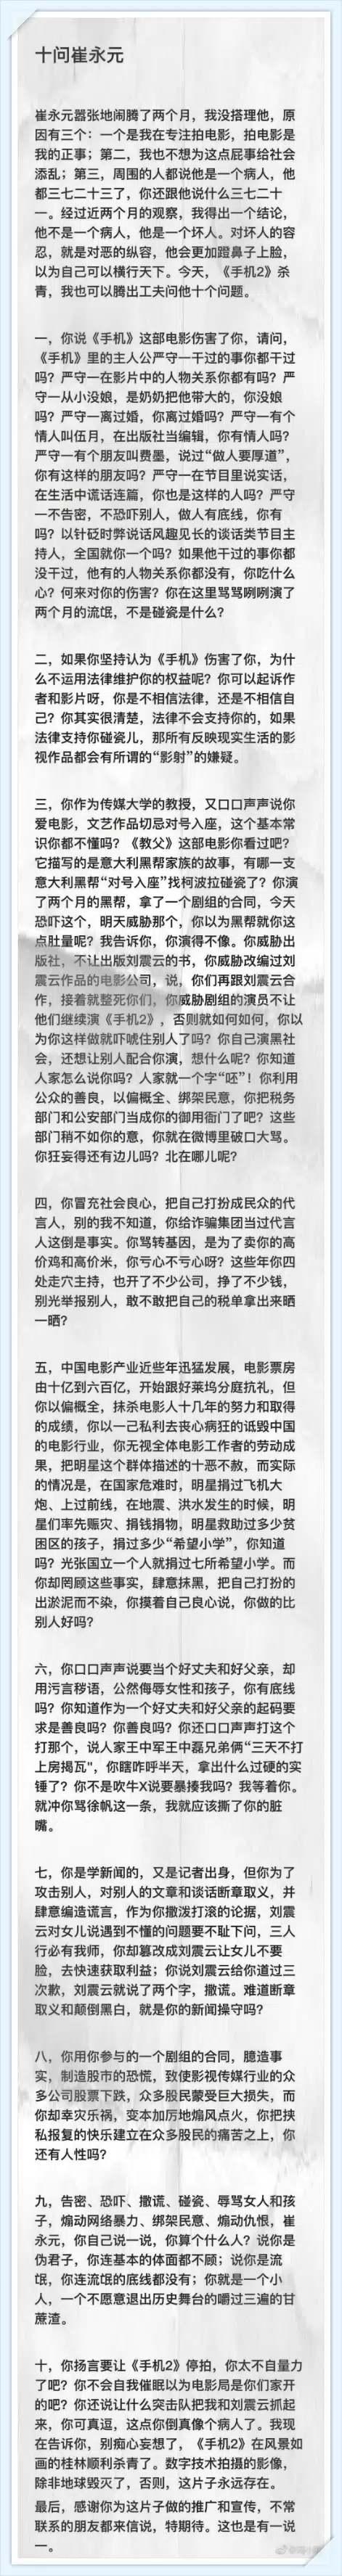 十问崔永元
崔永元嚣张地闹腾了两个月，我没搭理他，原
因有三个：一个是我在专注拍电影，拍电影是
我的正事；第二，我也不想为这点屁事给社会
添乱；第三，周围的人都说他是一个病人，他
都三七二十三了，你还跟他说什么三七二十
一。经过近两个月的观察，我得出一个结论，
他不是一个病人，他是一个坏人。对坏人的容
忍，就是对恶的纵容，他会更加蹬鼻子上脸，
以为自己可以横行天下。今天，《手机2》杀
青，我也可以腾出工夫问他十个问题。
一，你说《手机》这部电影伤害了你，请问，
《手机》里的主人公严守一干过的事你都干过
吗？严守一在影片中的人物关系你都有吗？严
守一从小没娘，是奶奶把他带大的，你没娘
吗？严守一离过婚，你离过婚吗？严守一有个
情人叫伍月，在出版社当编辑，你有情人吗？
严守一有个朋友叫费墨，说过“做人要厚道”，
你有这样的朋友吗？严守一在节目里说实话，
在生活中谎话连篇，你也是这样的人吗？严守
一不告密，不恐吓别人，做人有底线，你有
吗？以针砭时弊说话风趣见长的谈话类节目主
持人，全国就你一个吗？如果他干过的事你都
没干过，他有的人物关系你都没有，你吃什么
心？何来对你的伤害？你在这里骂骂咧咧演了
两个月的流氓，不是碰瓷是什么？
二，如果你坚持认为《手机》伤害了你，为什
么不运用法律维护你的权益呢？你可以起诉作
者和影片呀，你是不相信法律，还是不相信自
己？你其实很清楚，法律不会支持你的，如果
法律支持你碰瓷儿，那所有反映现实生活的影
视作品都会有所谓的“影射”的嫌疑。
三，你作为传媒大学的教授，又口口声声说你
爱电影，文艺作品切忌对号入座，这个基本常
识你都不懂吗？《教父》这部电影你看过吧？
它描写的是意大利黑帮家族的故事，有哪一支
意大利黑帮“对号入座”找柯波拉碰瓷了？你演
了两个月的黑帮，拿了一个剧组的合同，今天
恐吓这个，明天威胁那个，你以为黑帮就你这
点肚量呢？我告诉你，你演得不像。你威胁出
版社，不让出版刘震云的书，你威胁改编过刘
震云作品的电影公司，说，你们再跟刘震云合
作，接着就整死你们，你威胁剧组的演员不让
他们继续演《手机2》，否则就如何如何，你以
为你这样做就吓唬住别人了吗？你自己演黑社
会，还想让别人配合你演，想什么呢？你知道
人家怎么说你吗？人家就一个字“呸”！你利用
公众的善良，以偏概全、绑架民意，你把税务
部门和公安部门当成你的御用衙门了吧？这些
部门稍不如你的意，你就在微博里破口大骂。
你狂妄得还有边儿吗？北在哪儿呢？
四，你冒充社会良心，把自己打扮成民众的代
言人，别的我不知道，你给诈骗集团当过代言
人这倒是事实。你骂转基因，是为了卖你的高
价鸡和高价米，你亏心不亏心呀？这些年你四
处走穴主持，也开了不少公司，挣了不少钱，
别光举报别人，敢不敢把自己的税单拿出来晒
一晒？
五，中国电影产业近些年迅猛发展，电影票房
由十亿到六百亿，开始跟好莱坞分庭抗礼，但
你以偏概全，抹杀电影人十几年的努力和取得
的成绩，你以一己私利去丧心病狂的诋毁中国
的电影行业，你无视全体电影工作者的劳动成
果，把明星这个群体描述的十恶不赦，而实际
的情况是，在国家危难时，明星捐过飞机大
炮、上过前线，在地震、洪水发生的时候，明
星们率先赈灾、捐钱捐物，明星救助过多少贫
困区的孩子，捐过多少“希望小学”，你知道
吗？光张国立一个人就捐过七所希望小学。而
你却罔顾这些事实，肆意抹黑，把自己打扮的
出淤泥而不染，你摸着自己良心说，你做的比
别人好吗？
六，你口口声声说要当个好丈夫和好父亲，却
用污言秽语，公然侮辱女性和孩子，你有底线
吗？你知道作为一个好丈夫和好父亲的起码要
求是善良吗？你善良吗？你还口口声声打这个
打那个，说人家王中军王中磊兄弟俩“三天不打
上房揭瓦”，你瞎咋呼半天，拿出什么过硬的实
锤了？你不是吹牛X说要暴揍我吗？我等着你。
就冲你骂徐帆这一条，我就应该撕了你的脏
嘴。
七，你是学新闻的，又是记者出身，但你为了
攻击别人，对别人的文章和谈话断章取义，并
肆意编造谎言，作为你撒泼打滚的论据，刘震
云对女儿说遇到不懂的问题要不耻下问，三人
行必有我师，你却篡改成刘震云让女儿不要
脸，去快速获取利益；你说刘震云给你道过三
次歉，刘震云就说了两个字，撒谎。难道断章
取义和颠倒黑白，就是你的新闻操守吗？
八，你用你参与的一个剧组的合同，臆造事
实，制造股市的恐慌，致使影视传媒行业的众
多公司股票下跌，众多股民蒙受巨大损失，而
你却幸灾乐祸，变本加厉地煽风点火，你把挟
私报复的快乐建立在众多股民的痛苦之上，你
还有人性吗？
九，告密、恐吓、撒谎、碰瓷、辱骂女人和孩
子，煽动网络暴力、绑架民意、煽动仇恨，崔
永元，你自己说一说，你算个什么人？说你是
伪君子，你连基本的体面都不顾；说你是流
氓，你连流氓的底线都没有；你就是一个小
人，一个不愿意退出历史舞台的嚼过三遍的甘
蔗渣。
十，你扬言要让《手机2》停拍，你太不自量力
了吧？你不会自我催眠以为电影局是你们家开
的吧？你还说让什么突击队把我和刘震云抓起
来，你可真逗，这点你倒真像个病人了。我现
在告诉你，别痴心妄想了，《手机2》在风景如
画的桂林顺利杀青了。数字技术拍摄的影像，
除非地球毁灭了，否则，这片子永远存在。
最后，感谢你为这片子做的推广和宣传，不常
联系的朋友都来信说，特期待。这也是有一说
一。